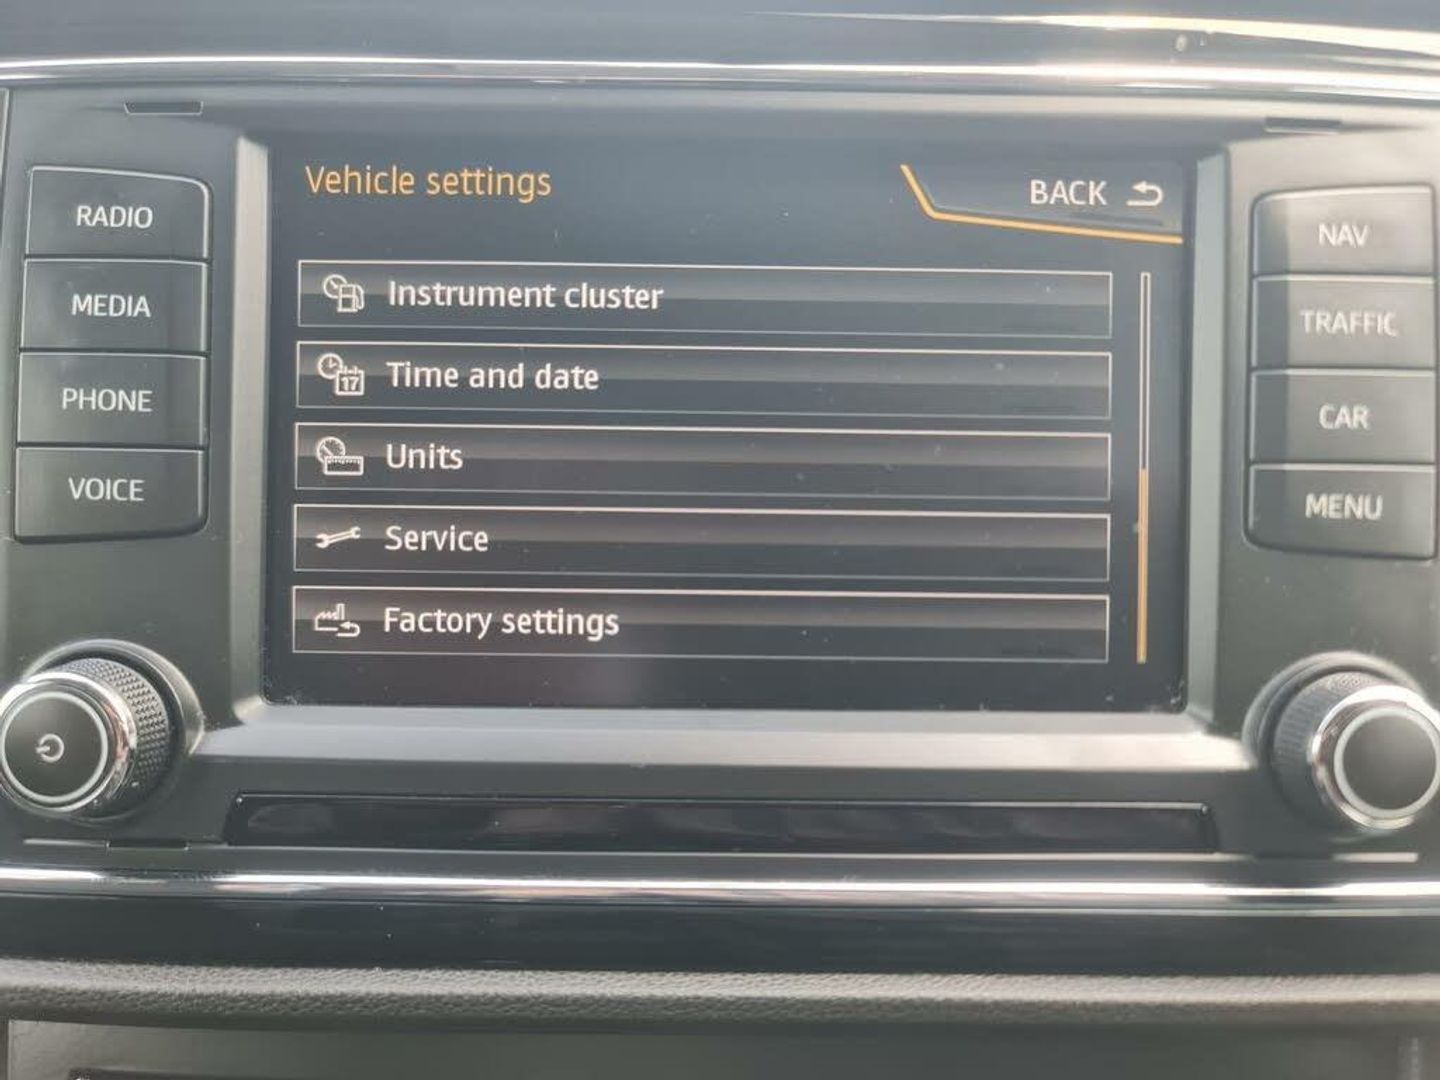 Vehicle settings
BACK
RADIO
MEDIA
PHONE
VOICE
Instrument cluster
Time and date
17
Units
Service
Factory settings
NAV
TRAFFIC
CAR
MENU